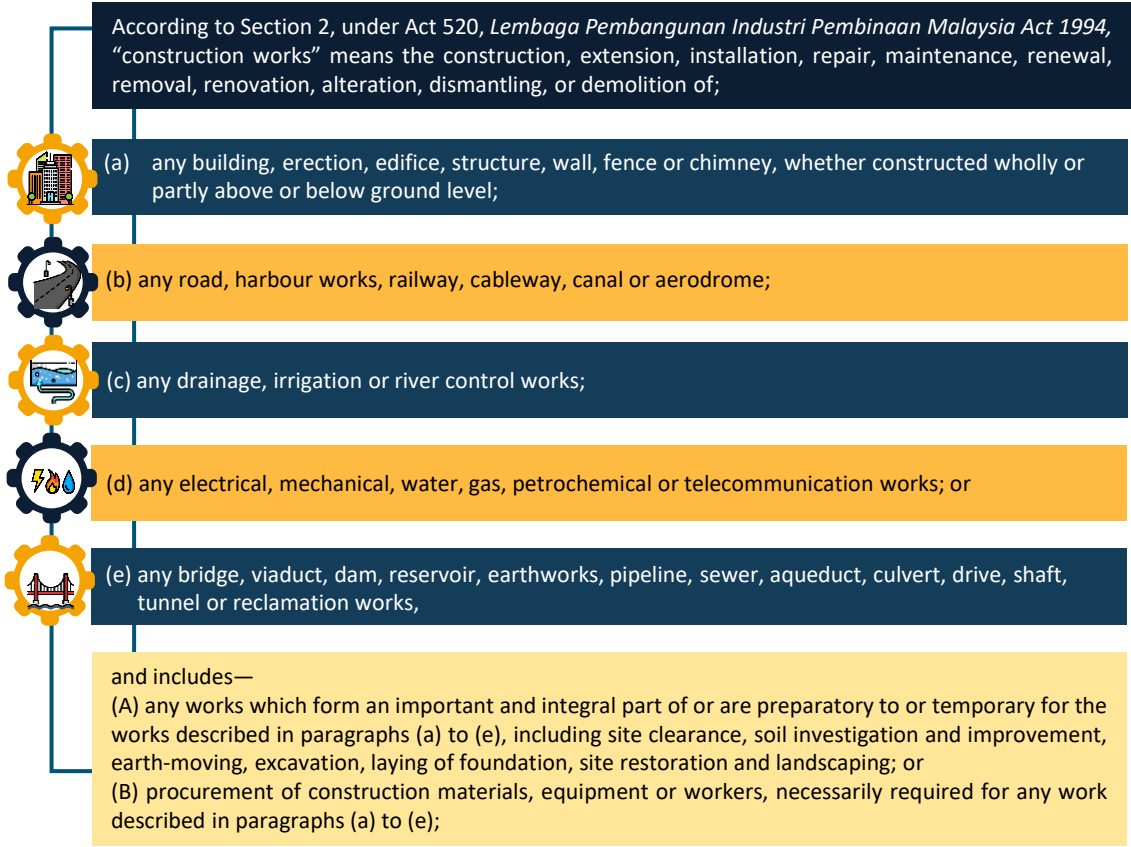 According to Section 2, under Act 520, Lembaga Pembangunan Industri Pembinaan Malaysia Act 1994,
“construction works” means the construction, extension, installation, repair, maintenance, renewal,
removal, renovation, alteration, dismantling, or demolition of;
(a) any building, erection, edifice, structure, wall, fence or chimney, whether constructed wholly or
partly above or below ground level;
(b) any road, harbour works, railway, cableway, canal or aerodrome;
(c) any drainage, irrigation or river control works;
(d) any electrical, mechanical, water, gas, petrochemical or telecommunication works; or
(e) any bridge, viaduct, dam, reservoir, earthworks, pipeline, sewer, aqueduct, culvert, drive, shaft,
tunnel or reclamation works,
and includes—
(A) any works which form an important and integral part of or are preparatory to or temporary for the
works described in paragraphs (a) to (e), including site clearance, soil investigation and improvement,
earth-moving, excavation, laying of foundation, site restoration and landscaping; or
(B) procurement of construction materials, equipment or workers, necessarily required for any work
described in paragraphs (a) to (e);